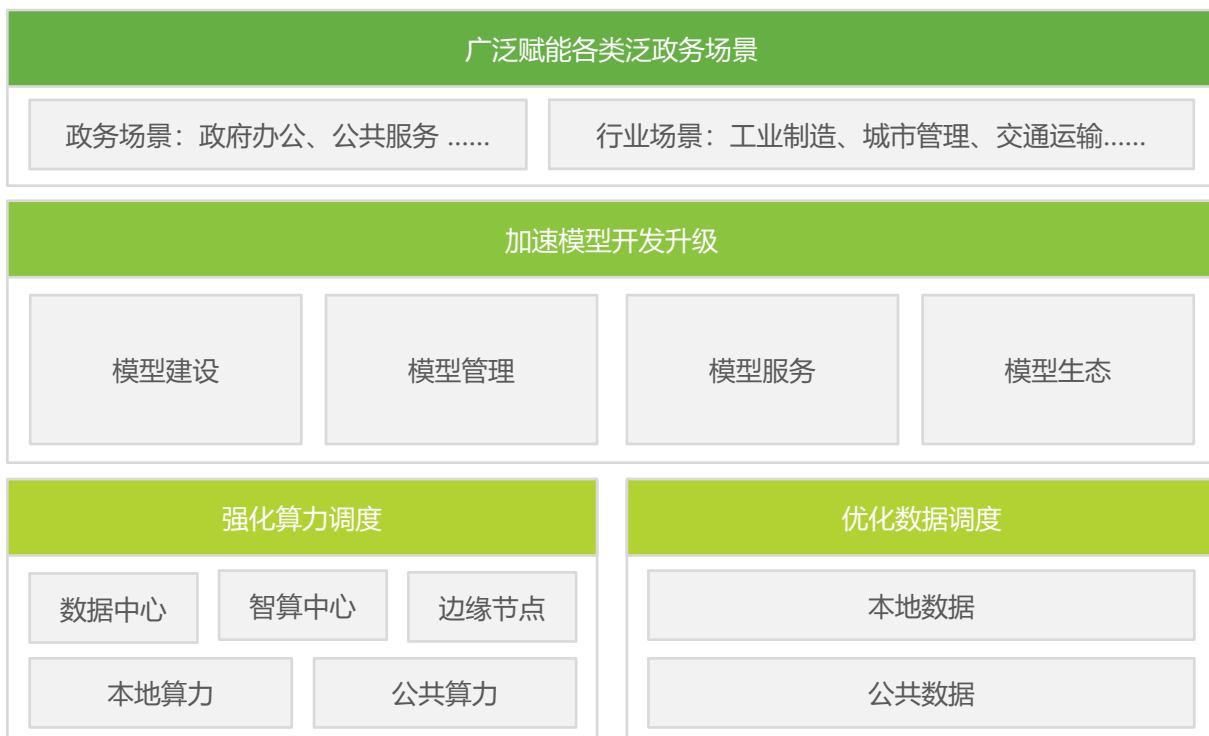 广泛赋能各类泛政务场景
政务场景：政府办公、公共服务 ......
行业场景：工业制造、城市管理、交通运输......
加速模型开发升级
模型建设
模型管理
模型服务
模型生态
强化算力调度
数据中心
智算中心
边缘节点
本地算力
公共算力
优化数据调度
本地数据
公共数据